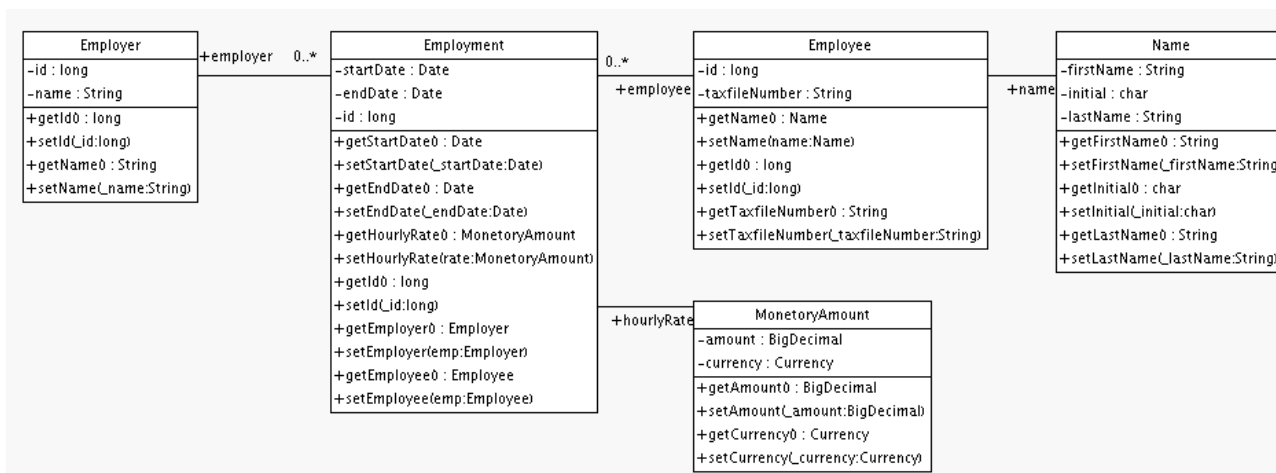 Employer
-id : long
-name : String
+getId() : long
+setId(_id:long)
+getName() : String
+setName(_name:String)
+employer 0..*
Employment
-startDate : Date
-endDate : Date
-id : long
+getStartDate() : Date
+setStartDate(_startDate:Date)
+getEndDate() : Date
+setEndDate(_endDate:Date)
+getHourlyRate() : MonetoryAmount
+setHourlyRate(rate:MonetoryAmount)
+getId() : long
+setId(_id:long)
+getEmployer() : Employer
+setEmployer(emp:Employer)
+getEmployee() : Employee
+setEmployee(emp:Employee)
0..*
+employee
Employee
-id : long
-taxfileNumber : String
+getName() : Name
+setName(name:Name)
+getId() : long
+setId(_id:long)
+getTaxfileNumber() : String
+setTaxfileNumber(_taxfileNumber:String)
+name
Name
-firstName : String
-initial : char
-lastName : String
+getFirstName() : String
+setFirstName(_firstName:String
+getInitial() : char
+setInitial(_initial:char)
+getLastName() : String
+setLastName(_lastName:String)
+hourlyRate
MonetoryAmount
-amount : BigDecimal
-currency : Currency
+getAmount() : BigDecimal
+setAmount(_amount:BigDecimal)
+getCurrency() : Currency
+setCurrency(_currency:Currency)